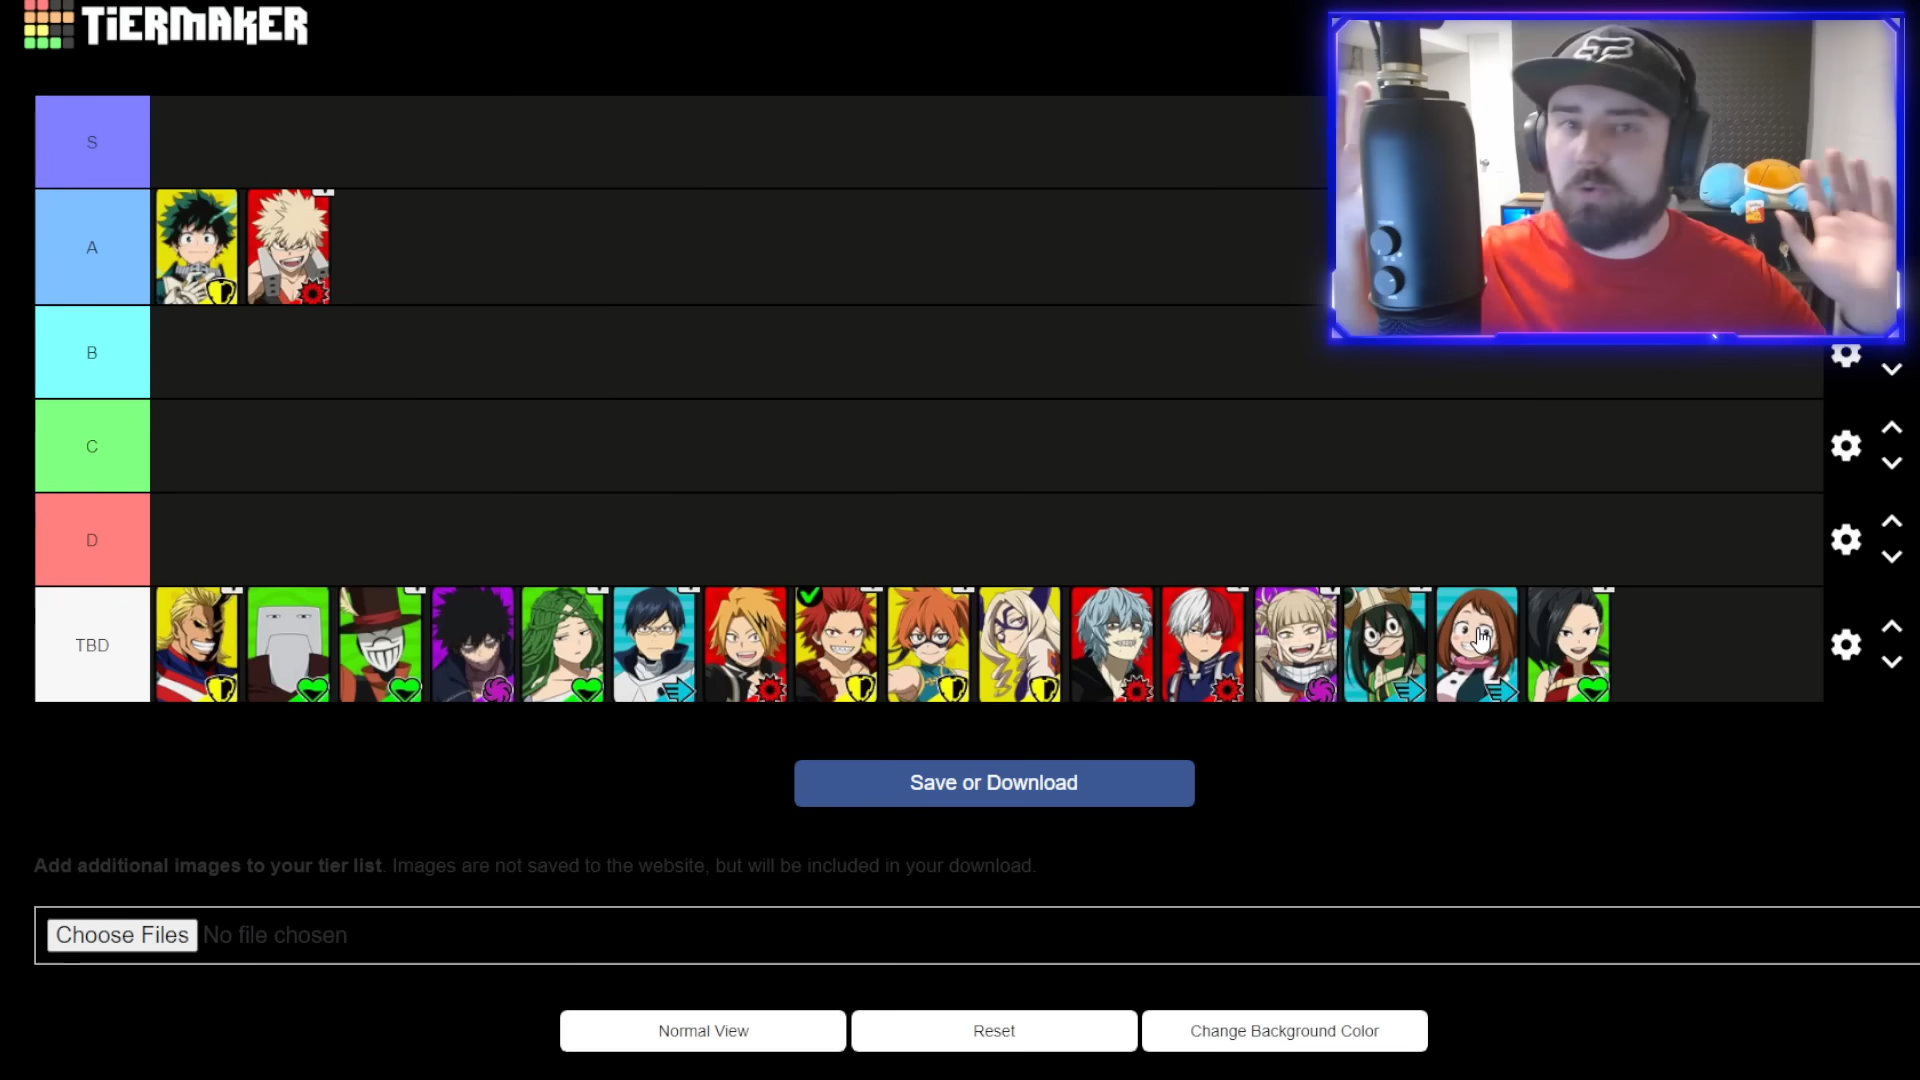 TiERMAKER
S
A
B
C
D
TBD
Save or Download
Add additional images to your tier list. Images are not saved to the website, but will be included in your download.
Choose Files No file chosen
Normal View
Reset
Change Background Color